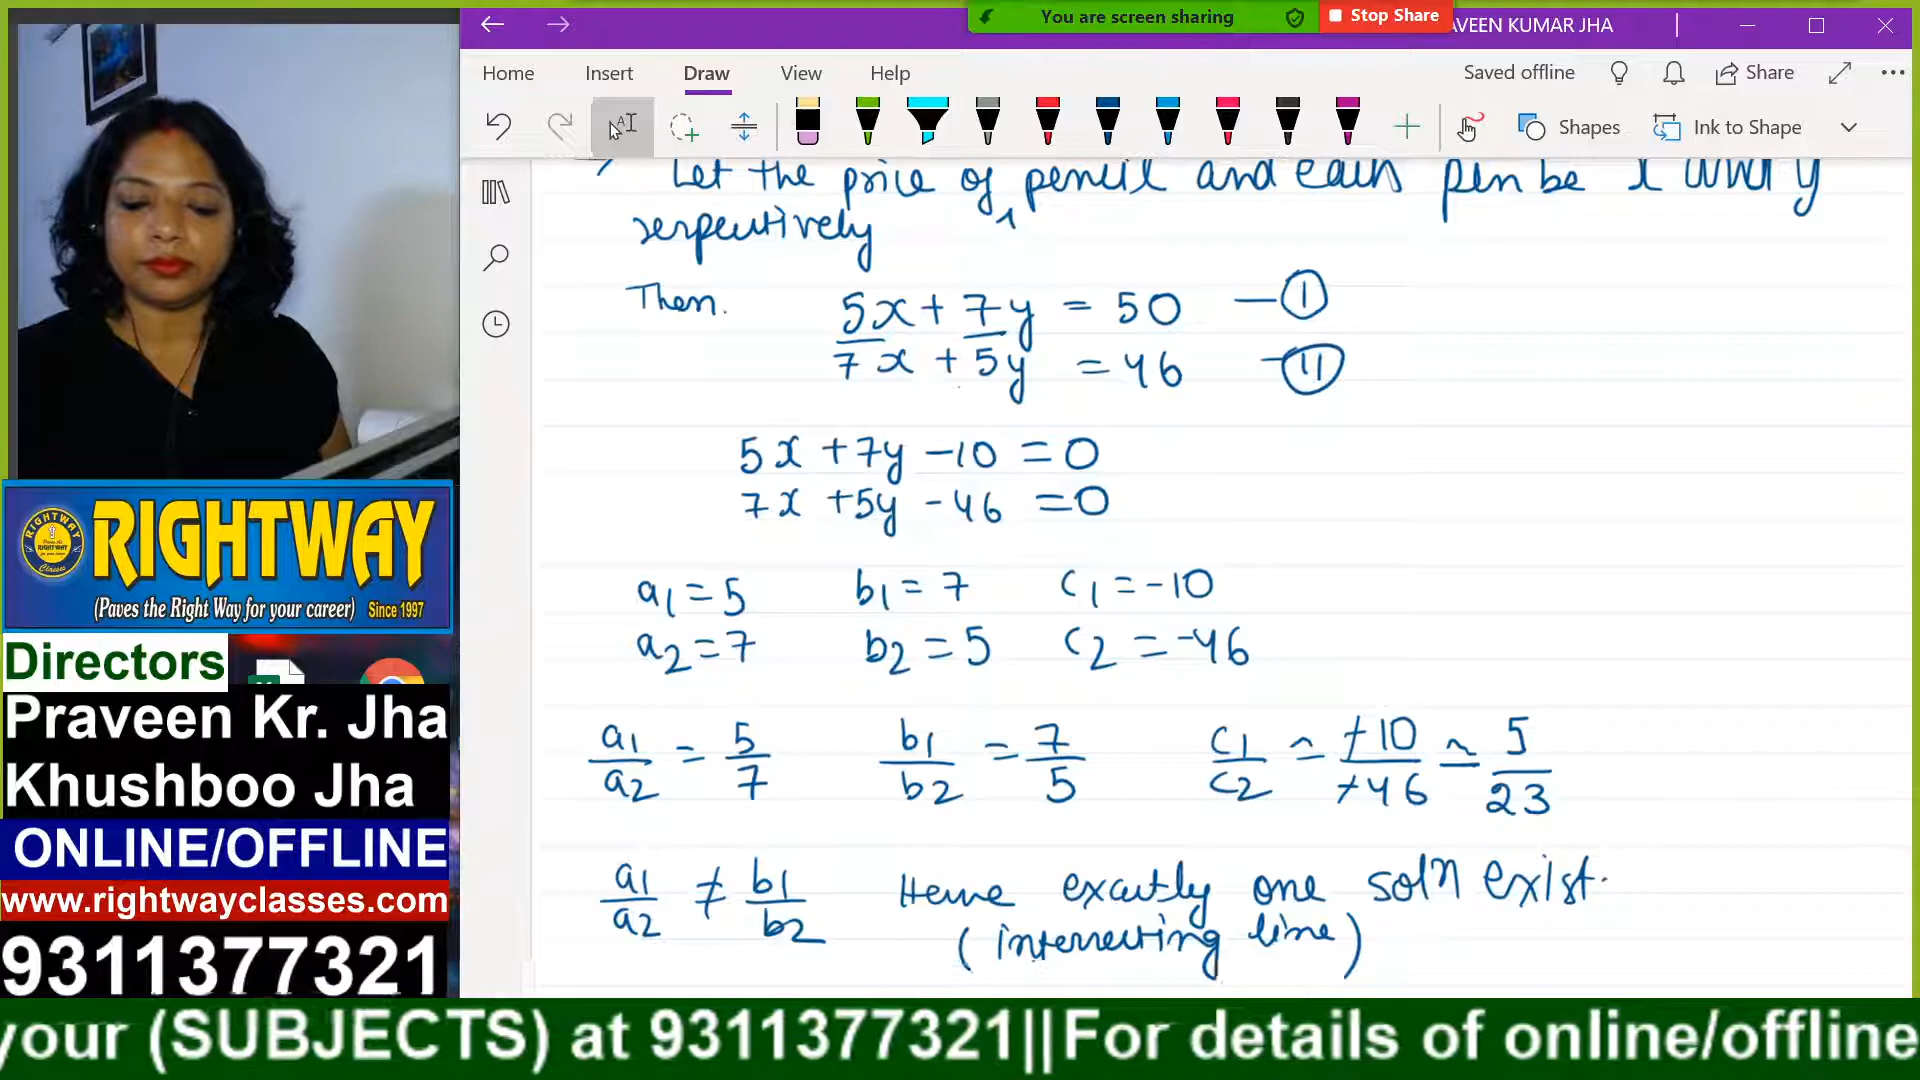 You are screen sharing
Stop Share
AVEEN KUMAR JHA
Home Insert Draw View Help
Saved offline
Share
Shapes
Ink to Shape
Let the price of 1 pencil and each pen be x and y
respectively
Then.
5x + 7y = 50 — ①
7x + 5y = 46 — ⑪
5x + 7y - 10 = 0
7x + 5y - 46 = 0
a1 = 5 b1 = 7 c1 = -10
a2 = 7 b2 = 5 c2 = -46
a1/a2 = 5/7 b1/b2 = 7/5 c1/c2 = +10/+46 = 5/23
a1/a2 ≠ b1/b2 Hence exactly one soln exist.
(intersecting line)
RIGHTWAY
RIGHTWAY
Classes
(Paves the Right Way for your career) Since 1997
Directors
Praveen Kr. Jha
Khushboo Jha
ONLINE/OFFLINE
www.rightwayclasses.com
9311377321
your (SUBJECTS) at 9311377321||For details of online/offline